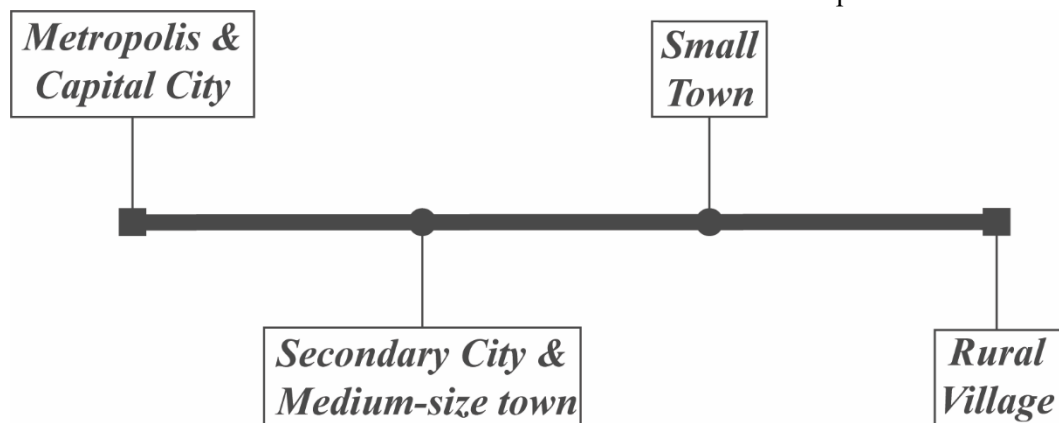 Metropolis &
Capital City
Small
Town
Secondary City &
Medium-size town
Rural
Village